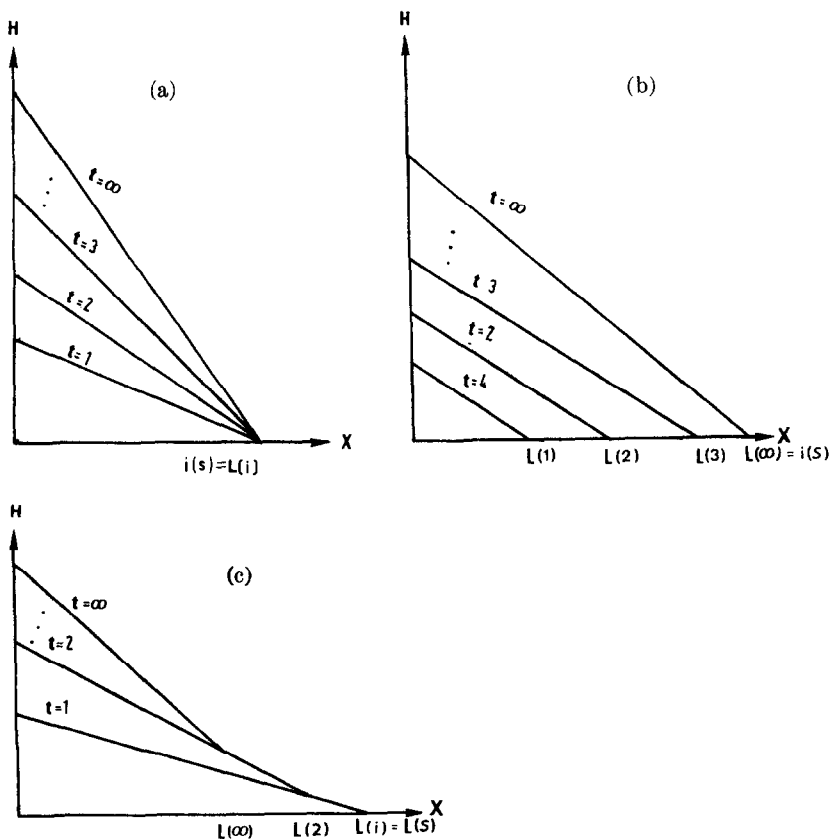 H
(a)
t=∞
t=3
t=2
t=1
X
i(s)=L(i)
H
(b)
t=∞
t 3
t=2
t=4
X
L(1) L(2) L(3) L(∞)=i(S)
H
(c)
t=∞
t=2
t=1
X
L(∞) L(2) L(i)=L(S)